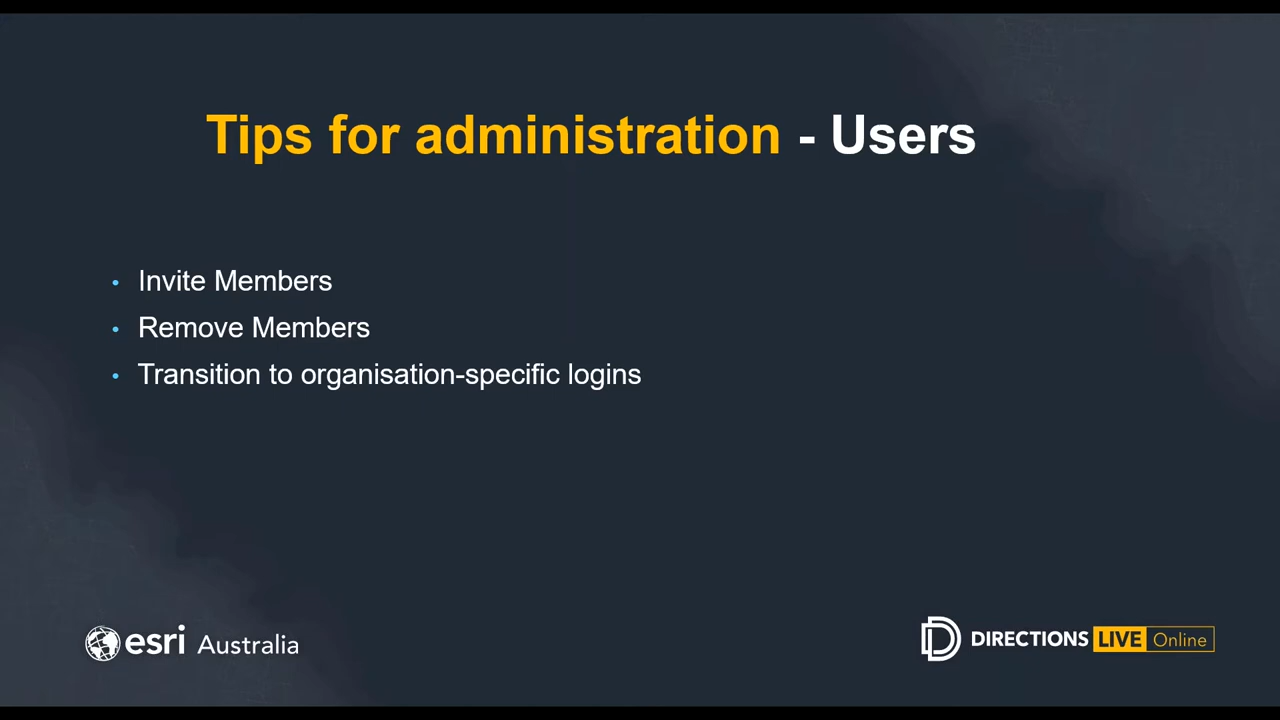 Tips for administration - Users
• Invite Members
• Remove Members
• Transition to organisation-specific logins
esri Australia
DIRECTIONS LIVE Online